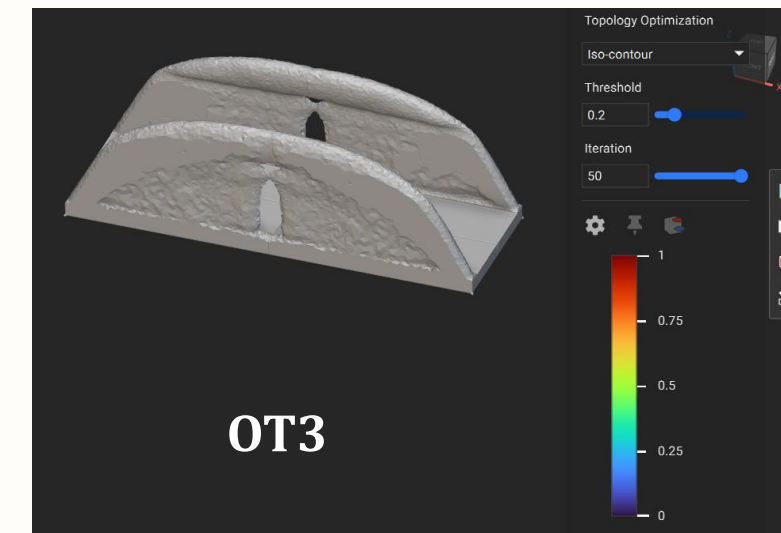 Topology Optimization
Iso-contour
Threshold
0.2
Iteration
50
1
0.75
0.5
0.25
0
OT3
X